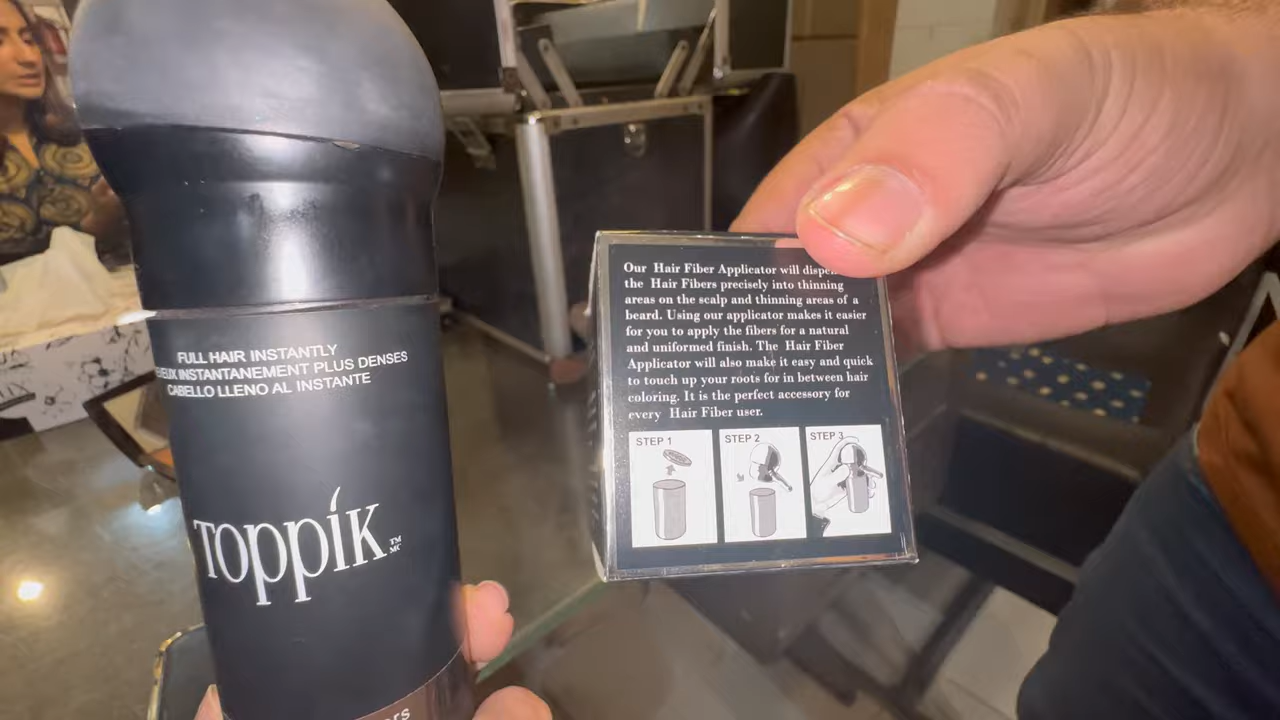 FULL HAIR INSTANTLY
INSTANTANEMENT PLUS DENSES
CABELLO LLENO AL INSTANTE
TOPPIK TM MC
Our Hair Fiber Applicator will
the Hair Fibers precisely into thinning
areas on the scalp and thinning areas of a
beard. Using our applicator makes it easier
for you to apply the fibers for a natural
and uniformed finish. The Hair Fiber
Applicator will also make it easy and quick
to touch up your roots for in between hair
coloring. It is the perfect accessory for
every Hair Fiber user.
STEP 1
STEP 2
STEP 3